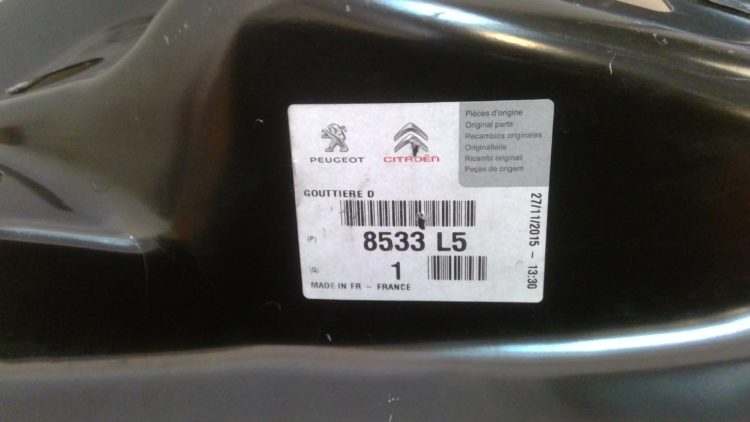 PEUGEOT
CITROËN
Pièces d'origine
Original parts
Recambios originales
Originalteile
Ricambi originali
Peças de origem
GOUTTIERE D
(P) 8533 L5
(Q) 1
MADE IN FR - FRANCE
27/11/2015 - 13:30